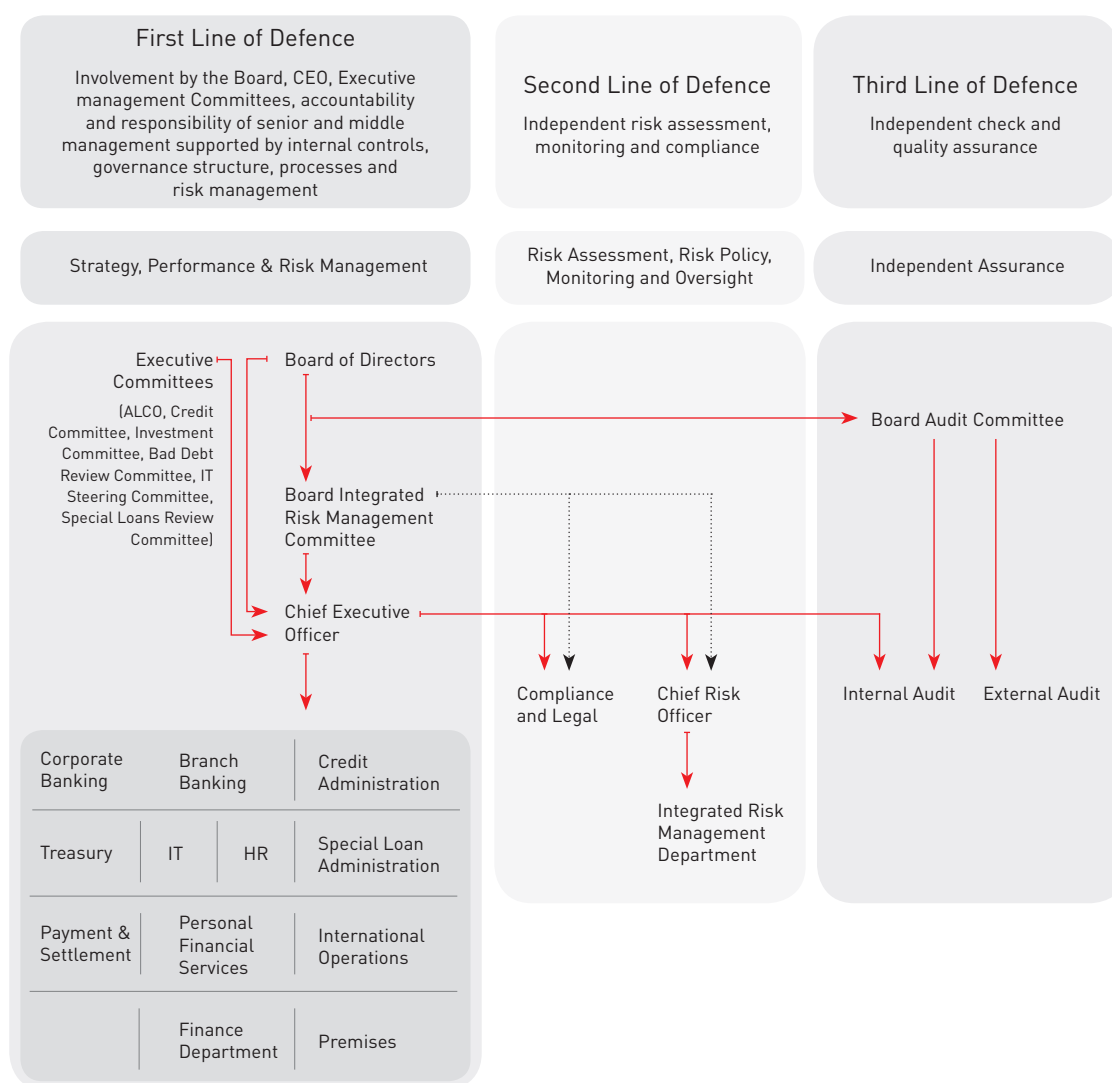 First Line of Defence
Involvement by the Board, CEO, Executive
management Committees, accountability
and responsibility of senior and middle
management supported by internal controls,
governance structure, processes and
risk management
Second Line of Defence
Independent risk assessment,
monitoring and compliance
Third Line of Defence
Independent check and
quality assurance
Strategy, Performance & Risk Management
Risk Assessment, Risk Policy,
Monitoring and Oversight
Independent Assurance
Executive
Committees
(ALCO, Credit
Committee, Investment
Committee, Bad Debt
Review Committee, IT
Steering Committee,
Special Loans Review
Committee)
Board of Directors
Board Audit Committee
Board Integrated
Risk Management
Committee
Chief Executive
Officer
Compliance
and Legal
Chief Risk
Officer
Internal Audit
External Audit
Integrated Risk
Management
Department
Corporate
Banking
Branch
Banking
Credit
Administration
Treasury
IT
HR
Special Loan
Administration
Payment &
Settlement
Personal
Financial
Services
International
Operations
Finance
Department
Premises